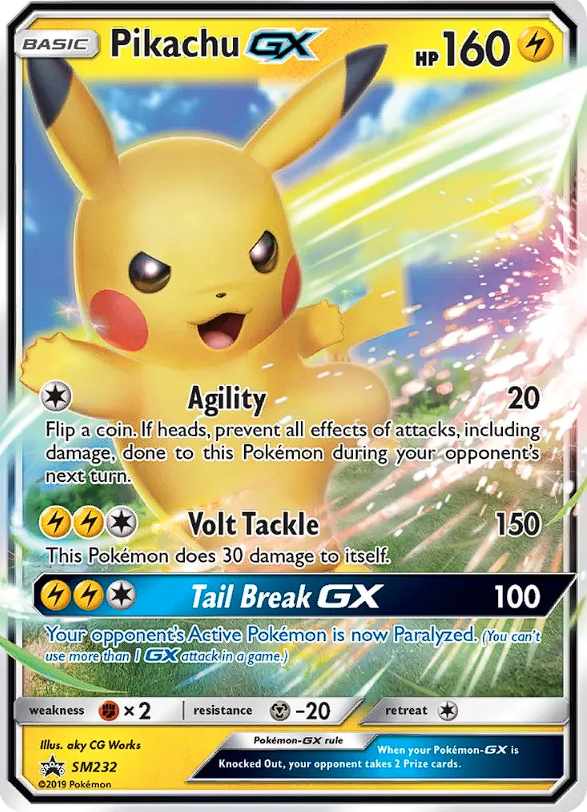 BASIC Pikachu GX HP 160
Agility 20
Flip a coin. If heads, prevent all effects of attacks, including
damage, done to this Pokémon during your opponent's
next turn.
Volt Tackle 150
This Pokémon does 30 damage to itself.
Tail Break GX 100
Your opponent's Active Pokémon is now Paralyzed. (You can't
use more than 1 GX attack in a game.)
weakness ×2 resistance -20 retreat
Illus. aky CG Works
PROMO SM232
©2019 Pokémon
Pokémon-GX rule
When your Pokémon-GX is
Knocked Out, your opponent takes 2 Prize cards.